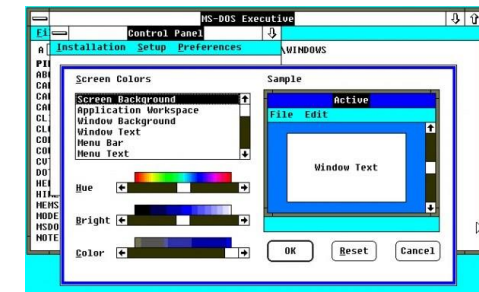 MS-DOS Executive
Fi
Control Panel
A
Installation Setup Preferences
\WINDOWS
PI
AB
CA
CA
CA
CL
CL
CO
CO
CU
DO
HE
HI
MEMS
MODE
MSDO
NOTE
Screen Colors
Sample
Screen Background
Application Workspace
Window Background
Window Text
Menu Bar
Menu Text
Active
File Edit
Window Text
Hue
Bright
Color
OK
Reset
Cancel